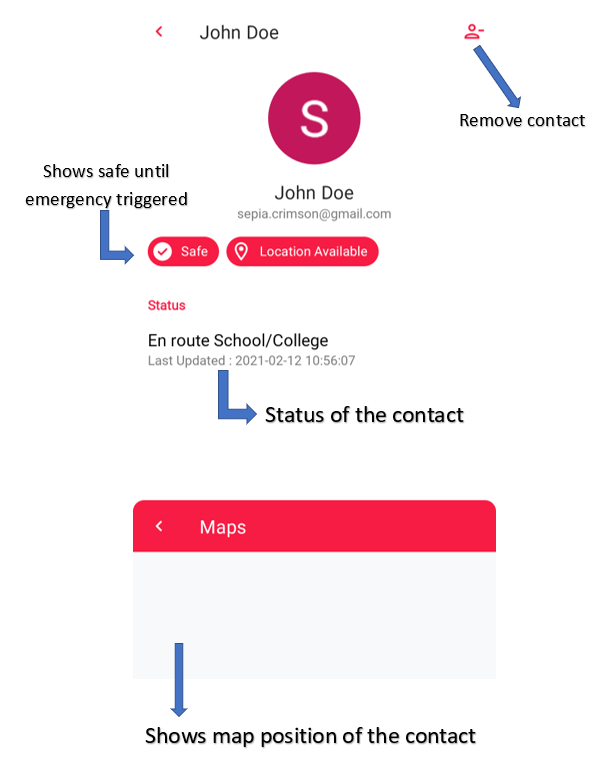 John Doe
Remove contact
S
Shows safe until
emergency triggered
John Doe
sepia.crimson@gmail.com
Safe
Location Available
Status
En route School/College
Last Updated : 2021-02-12 10:56:07
Status of the contact
Maps
Shows map position of the contact